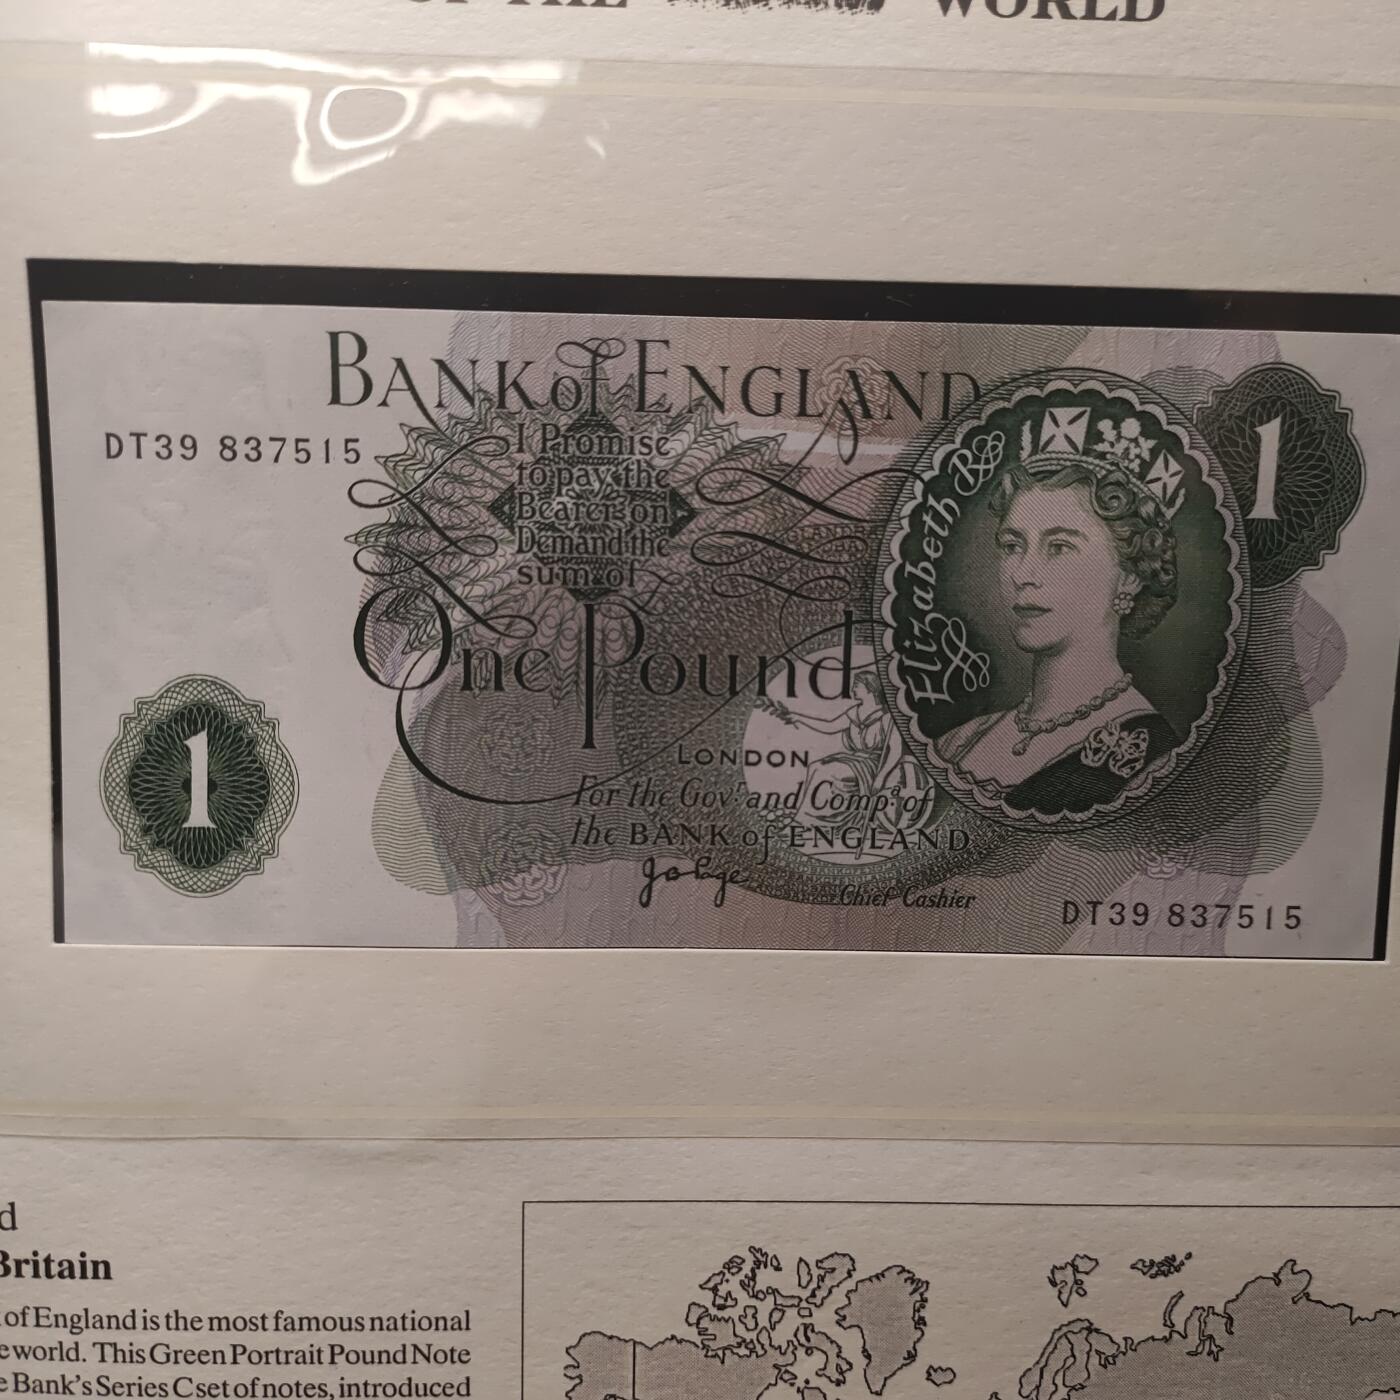 OF THE WORLD
BANK of ENGLAND
DT39 837515
I Promise
to pay the
Bearer on
Demand the
sum of
One Pound
LONDON
For the Govr. and Compa. of
the BANK of ENGLAND
Chief Cashier
Elizabeth R
1
1
DT39 837515
d
Britain
of England is the most famous national
e world. This Green Portrait Pound Note
e Bank's Series C set of notes, introduced